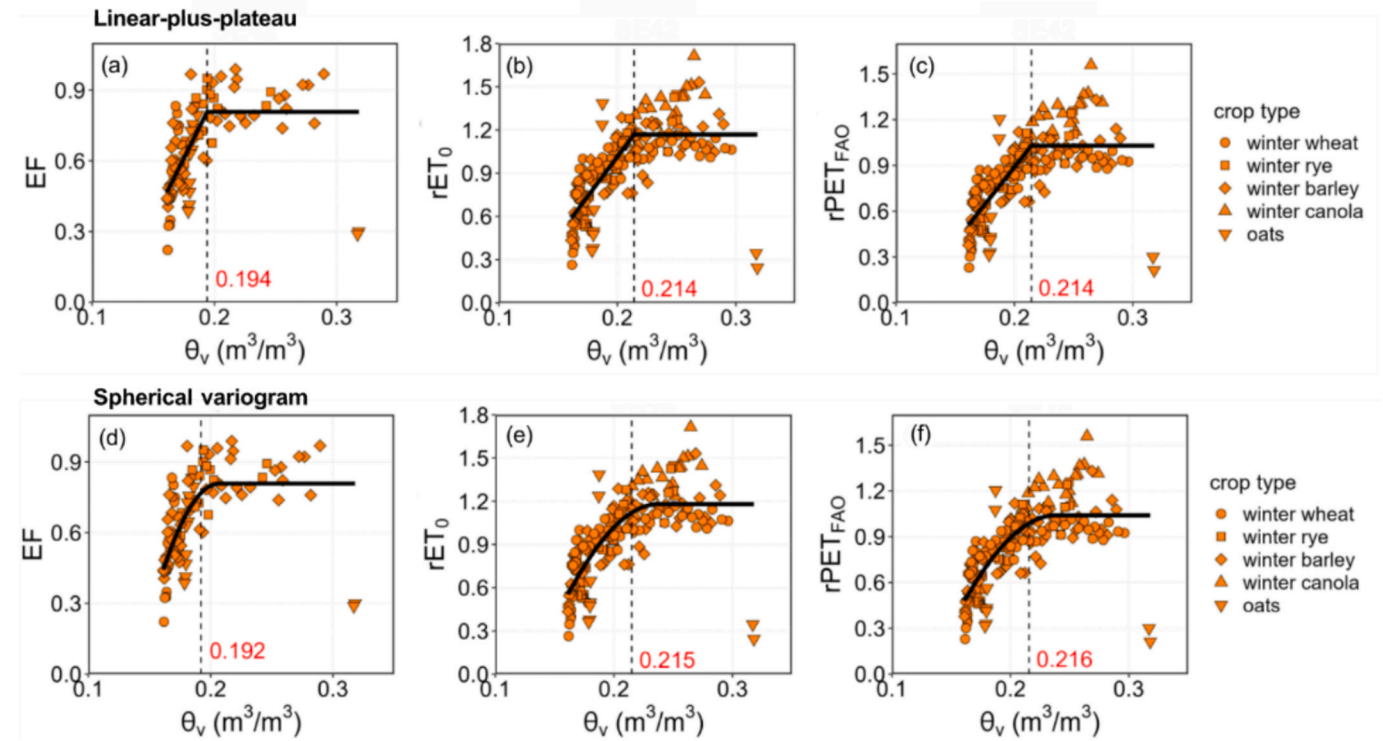 Linear-plus-plateau
(a)
EF
0.9
0.6
0.3
0.0
0.194
0.1 0.2 0.3
θv (m³/m³)
(b)
rET₀
1.8
1.5
1.2
0.9
0.6
0.3
0.0
0.214
0.1 0.2 0.3
θv (m³/m³)
(c)
rPET_FAO
1.5
1.2
0.9
0.6
0.3
0.0
0.214
0.1 0.2 0.3
θv (m³/m³)
crop type
winter wheat
winter rye
winter barley
winter canola
oats
Spherical variogram
(d)
EF
0.9
0.6
0.3
0.0
0.192
0.1 0.2 0.3
θv (m³/m³)
(e)
rET₀
1.8
1.5
1.2
0.9
0.6
0.3
0.0
0.215
0.1 0.2 0.3
θv (m³/m³)
(f)
rPET_FAO
1.5
1.2
0.9
0.6
0.3
0.0
0.216
0.1 0.2 0.3
θv (m³/m³)
crop type
winter wheat
winter rye
winter barley
winter canola
oats